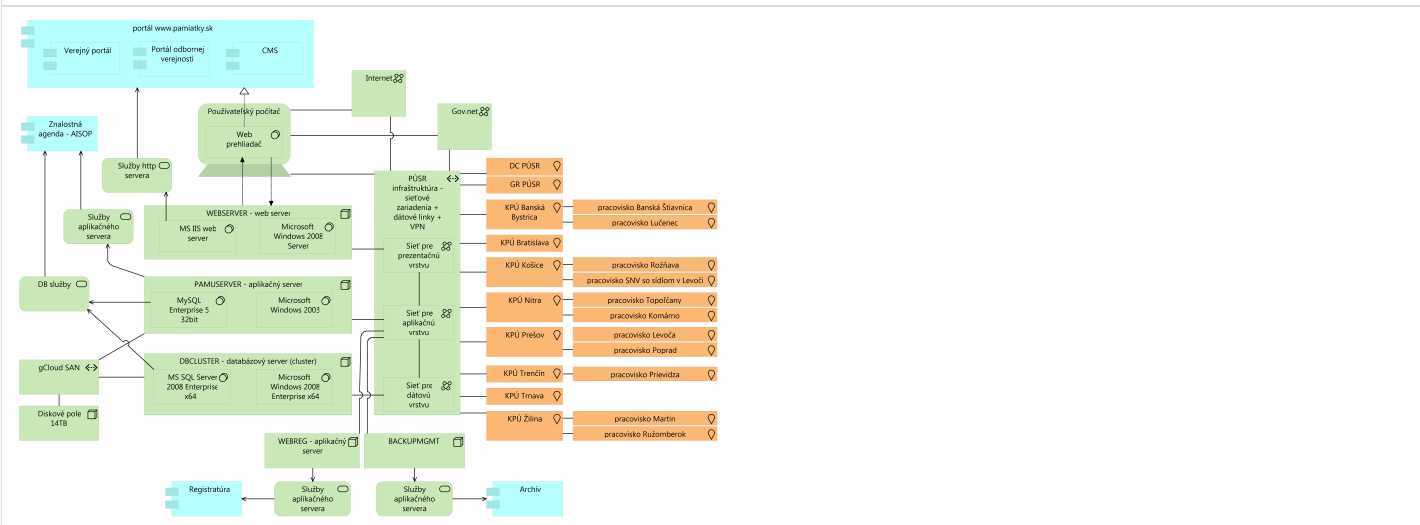 portál www.pamiatky.sk
Verejný portál
Portál odbornej
verejnosti
CMS
Internet
Používateľský počítač
Gov.net
Web
prehliadač
Znalostná
agenda - AISOP
Služby http
servera
Služby
aplikačného
servera
WEBSERVER - web server
MS IIS web
server
Microsoft
Windows 2008
Server
DB služby
PAMUSERVER - aplikačný server
MySQL
Enterprise 5
32bit
Microsoft
Windows 2003
gCloud SAN
DBCLUSTER - databázový server (cluster)
MS SQL Server
2008 Enterprise
x64
Microsoft
Windows 2008
Enterprise x64
Diskové pole
14TB
PÚSR
infraštruktúra -
sieťové
zariadenia +
dátové linky +
VPN
Sieť pre
prezentačnú
vrstvu
Sieť pre
aplikačnú
vrstvu
Sieť pre
dátovú
vrstvu
DC PÚSR
GR PÚSR
KPÚ Banská
Bystrica
pracovisko Banská Štiavnica
pracovisko Lučenec
KPÚ Bratislava
KPÚ Košice
pracovisko Rožňava
pracovisko SNV so sídlom v Levoči
KPÚ Nitra
pracovisko Topoľčany
pracovisko Komárno
KPÚ Prešov
pracovisko Levoča
pracovisko Poprad
KPÚ Trenčín
pracovisko Prievidza
KPÚ Trnava
KPÚ Žilina
pracovisko Martin
pracovisko Ružomberok
WEBREG - aplikačný
server
BACKUPMGMT
Registratúra
Služby
aplikačného
servera
Služby
aplikačného
servera
Archív